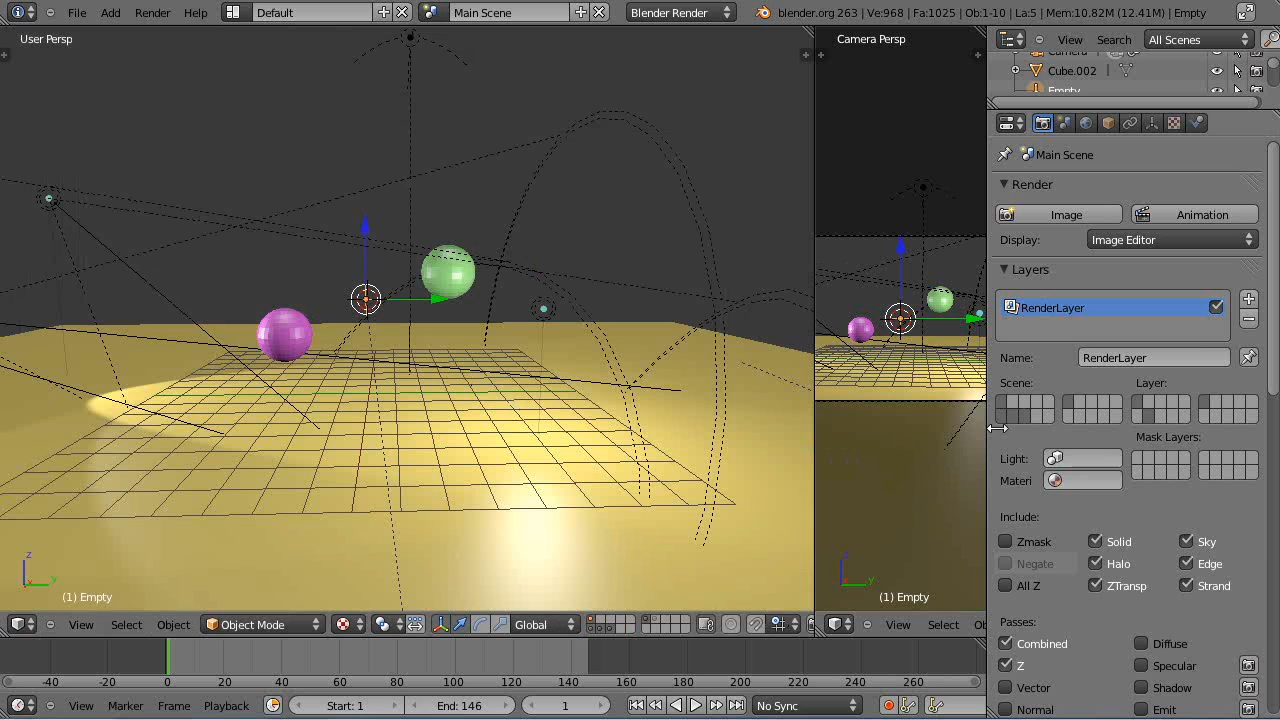 File Add Render Help Default Main Scene Blender Render blender.org 263 | Ve:968 | Fa:1025 | Ob:1-10 | La:5 | Mem:10.82M (12.41M) | Empty
User Persp
Camera Persp
View Search All Scenes
Cube.002
Main Scene
Render
Image Animation
Display: Image Editor
Layers
RenderLayer
Name: RenderLayer
Scene: Layer:
Mask Layers:
Light:
Materi
Include:
Zmask Solid Sky
Negate Halo Edge
All Z ZTransp Strand
Passes:
Combined Diffuse
Z Specular
Vector Shadow
Normal Emit
z
y
x
(1) Empty
z
y
x
(1) Empty
View Select Object Object Mode Global
View Select
-40 -20 0 20 40 60 80 100 120 140 160 180 200 220 240 260
View Marker Frame Playback Start: 1 End: 146 1 No Sync